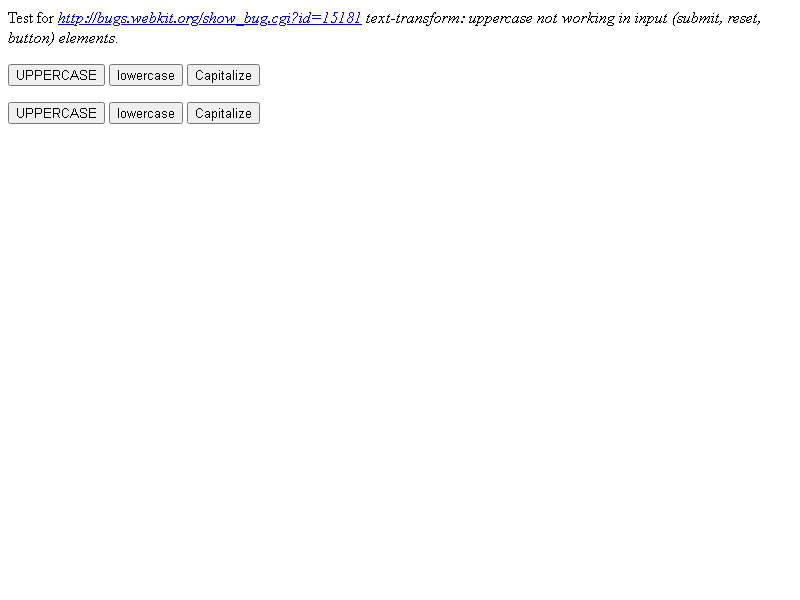 Test for http://bugs.webkit.org/show_bug.cgi?id=15181 text-transform: uppercase not working in input (submit, reset,
button) elements.
UPPERCASE lowercase Capitalize
UPPERCASE lowercase Capitalize